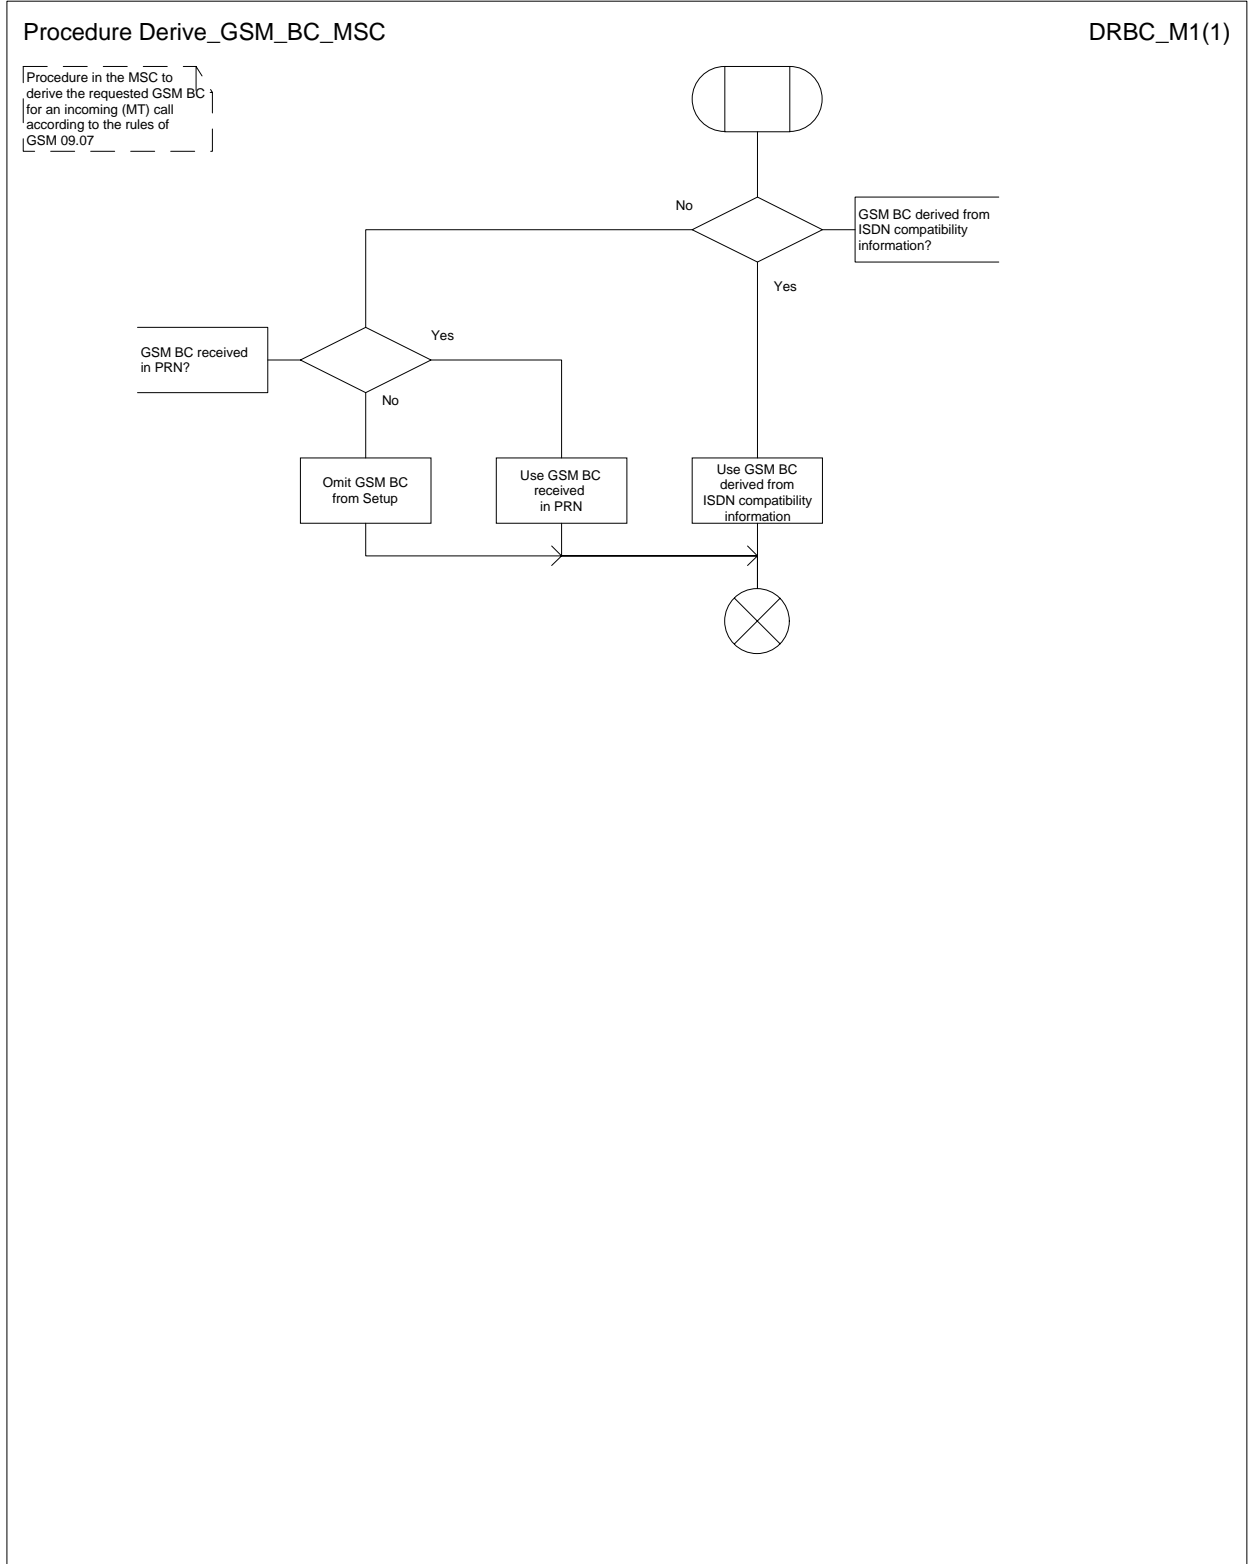 Procedure Derive_GSM_BC_MSC
DRBC_M1(1)
Procedure in the MSC to
derive the requested GSM BC
for an incoming (MT) call
according to the rules of
GSM 09.07
No
GSM BC derived from
ISDN compatibility
information?
Yes
GSM BC received
in PRN?
Yes
No
Omit GSM BC
from Setup
Use GSM BC
received
in PRN
Use GSM BC
derived from
ISDN compatibility
information